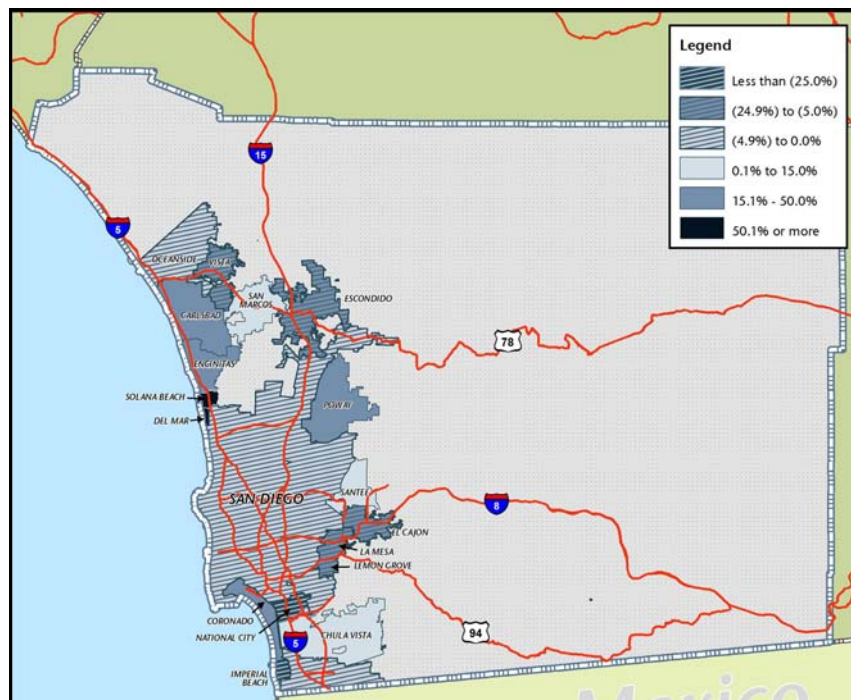 Legend
Less than (25.0%)
(24.9%) to (5.0%)
(4.9%) to 0.0%
0.1% to 15.0%
15.1% - 50.0%
50.1% or more
15
5
OCEANSIDE
VISTA
SAN
MARCOS
ESCONDIDO
CARLSBAD
78
ENCINITAS
SOLANA BEACH
DEL MAR
POWAY
SAN DIEGO
SANTEE
8
EL CAJON
LA MESA
LEMON GROVE
CORONADO
NATIONAL CITY
5
CHULA VISTA
94
IMPERIAL
BEACH
Mexico